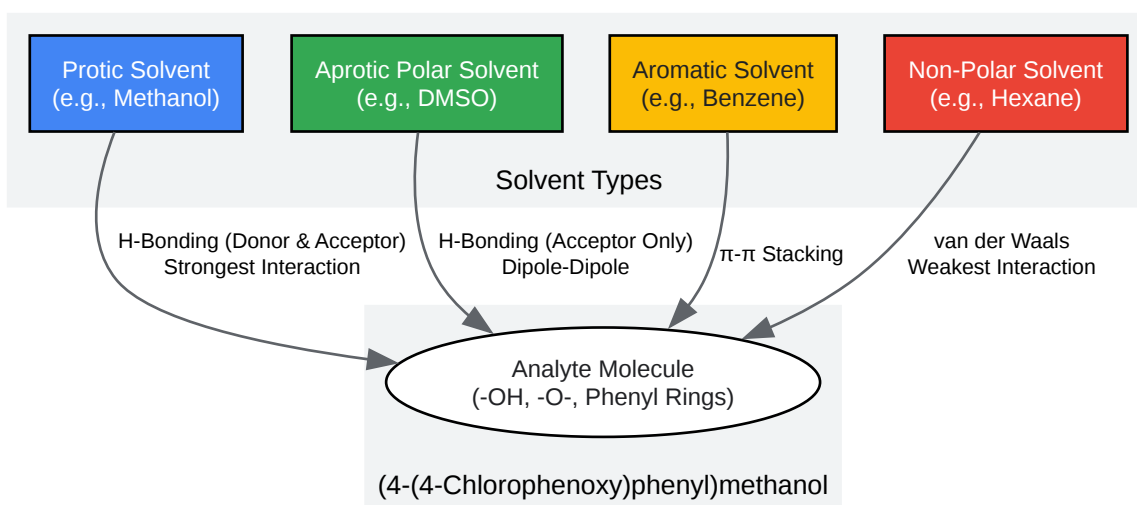 Protic Solvent
(e.g., Methanol)
Aprotic Polar Solvent
(e.g., DMSO)
Aromatic Solvent
(e.g., Benzene)
Non-Polar Solvent
(e.g., Hexane)
Solvent Types
H-Bonding (Donor & Acceptor)
Strongest Interaction
H-Bonding (Acceptor Only)
Dipole-Dipole
π-π Stacking
van der Waals
Weakest Interaction
Analyte Molecule
(-OH, -O-, Phenyl Rings)
(4-(4-Chlorophenoxy)phenyl)methanol